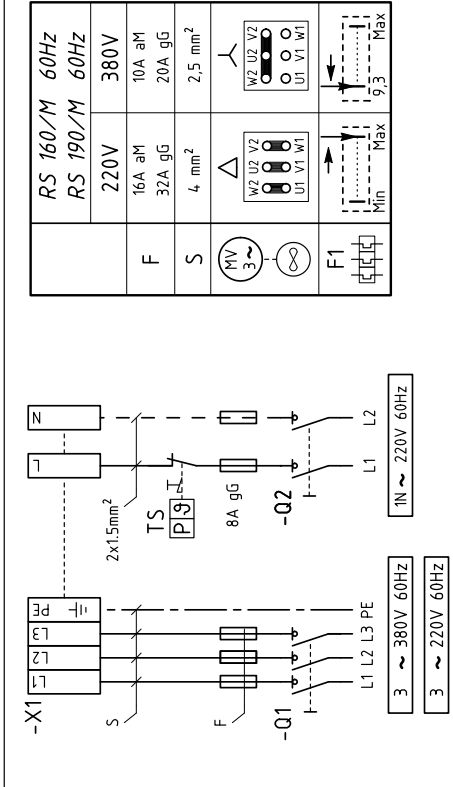 -X1
L1
L2
L3
PE
L
N
S
2x1.5mm²
TS
P
ϑ
F
8A gG
-Q1
-Q2
L1 L2 L3 PE
L1
L2
3 ~ 380V 60Hz
3 ~ 220V 60Hz
1N ~ 220V 60Hz
RS 160/M 60Hz
RS 190/M 60Hz
220V
380V
F
16A aM
32A gG
10A aM
20A gG
S
4 mm²
2,5 mm²
MV
3~
W2 U2 V2
U1 V1 W1
W2 U2 V2
U1 V1 W1
F1
Min
Max
9,3
Max